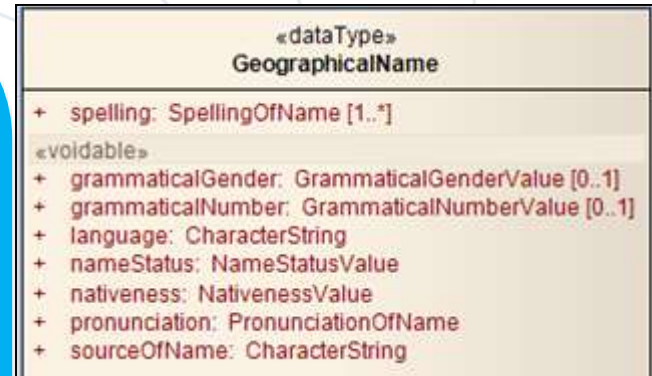 «dataType»
GeographicalName
+ spelling: SpellingOfName [1..*]
«voidable»
+ grammaticalGender: GrammaticalGenderValue [0..1]
+ grammaticalNumber: GrammaticalNumberValue [0..1]
+ language: CharacterString
+ nameStatus: NameStatusValue
+ nativeness: NativenessValue
+ pronunciation: PronunciationOfName
+ sourceOfName: CharacterString